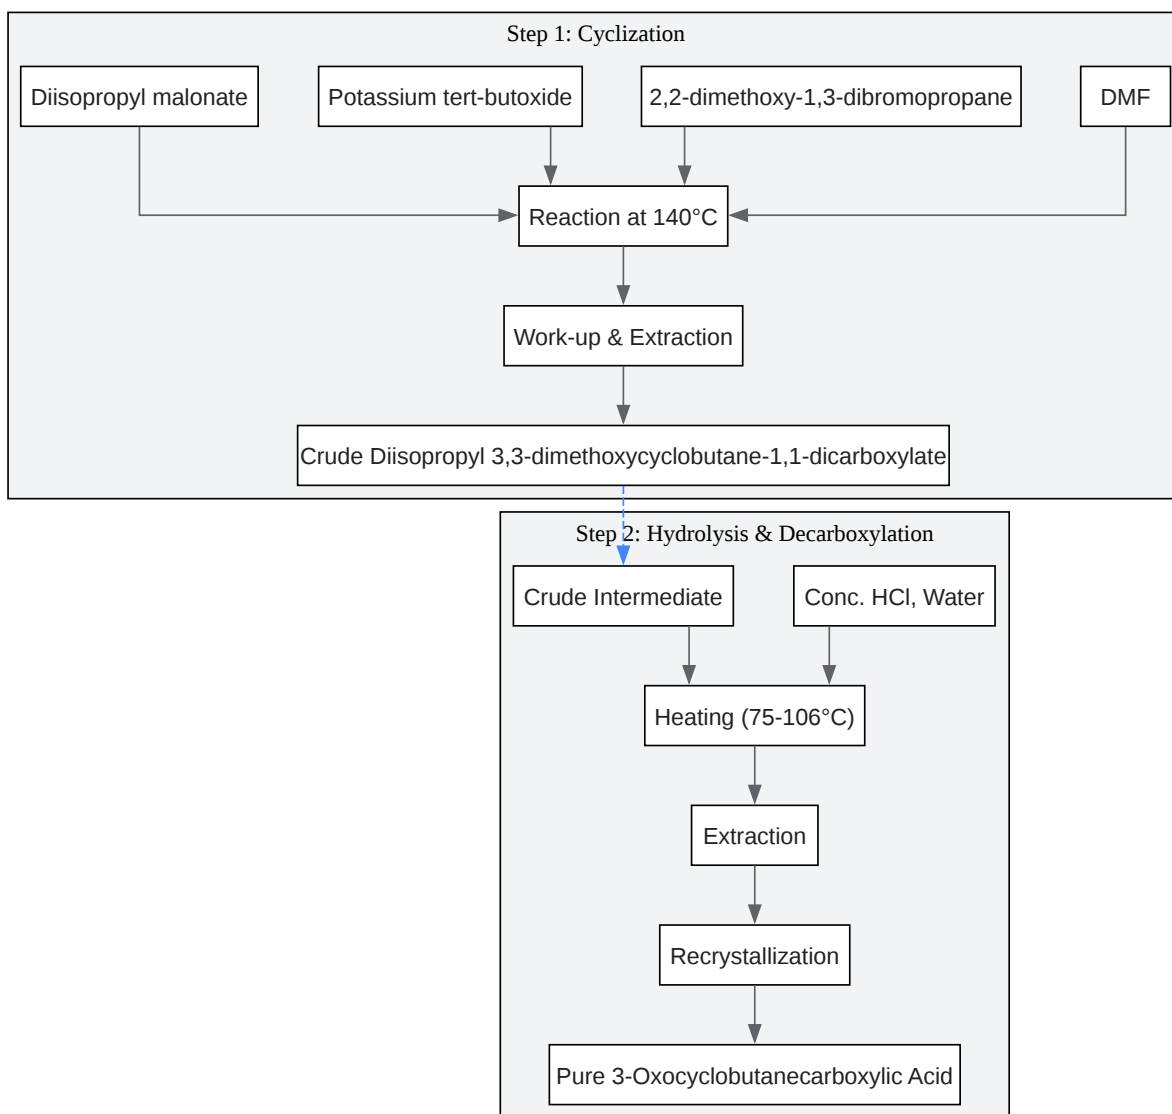 Step 1: Cyclization
Diisopropyl malonate
Potassium tert-butoxide
2,2-dimethoxy-1,3-dibromopropane
DMF
Reaction at 140°C
Work-up & Extraction
Crude Diisopropyl 3,3-dimethoxycyclobutane-1,1-dicarboxylate
Step 2: Hydrolysis & Decarboxylation
Crude Intermediate
Conc. HCl, Water
Heating (75-106°C)
Extraction
Recrystallization
Pure 3-Oxocyclobutanecarboxylic Acid